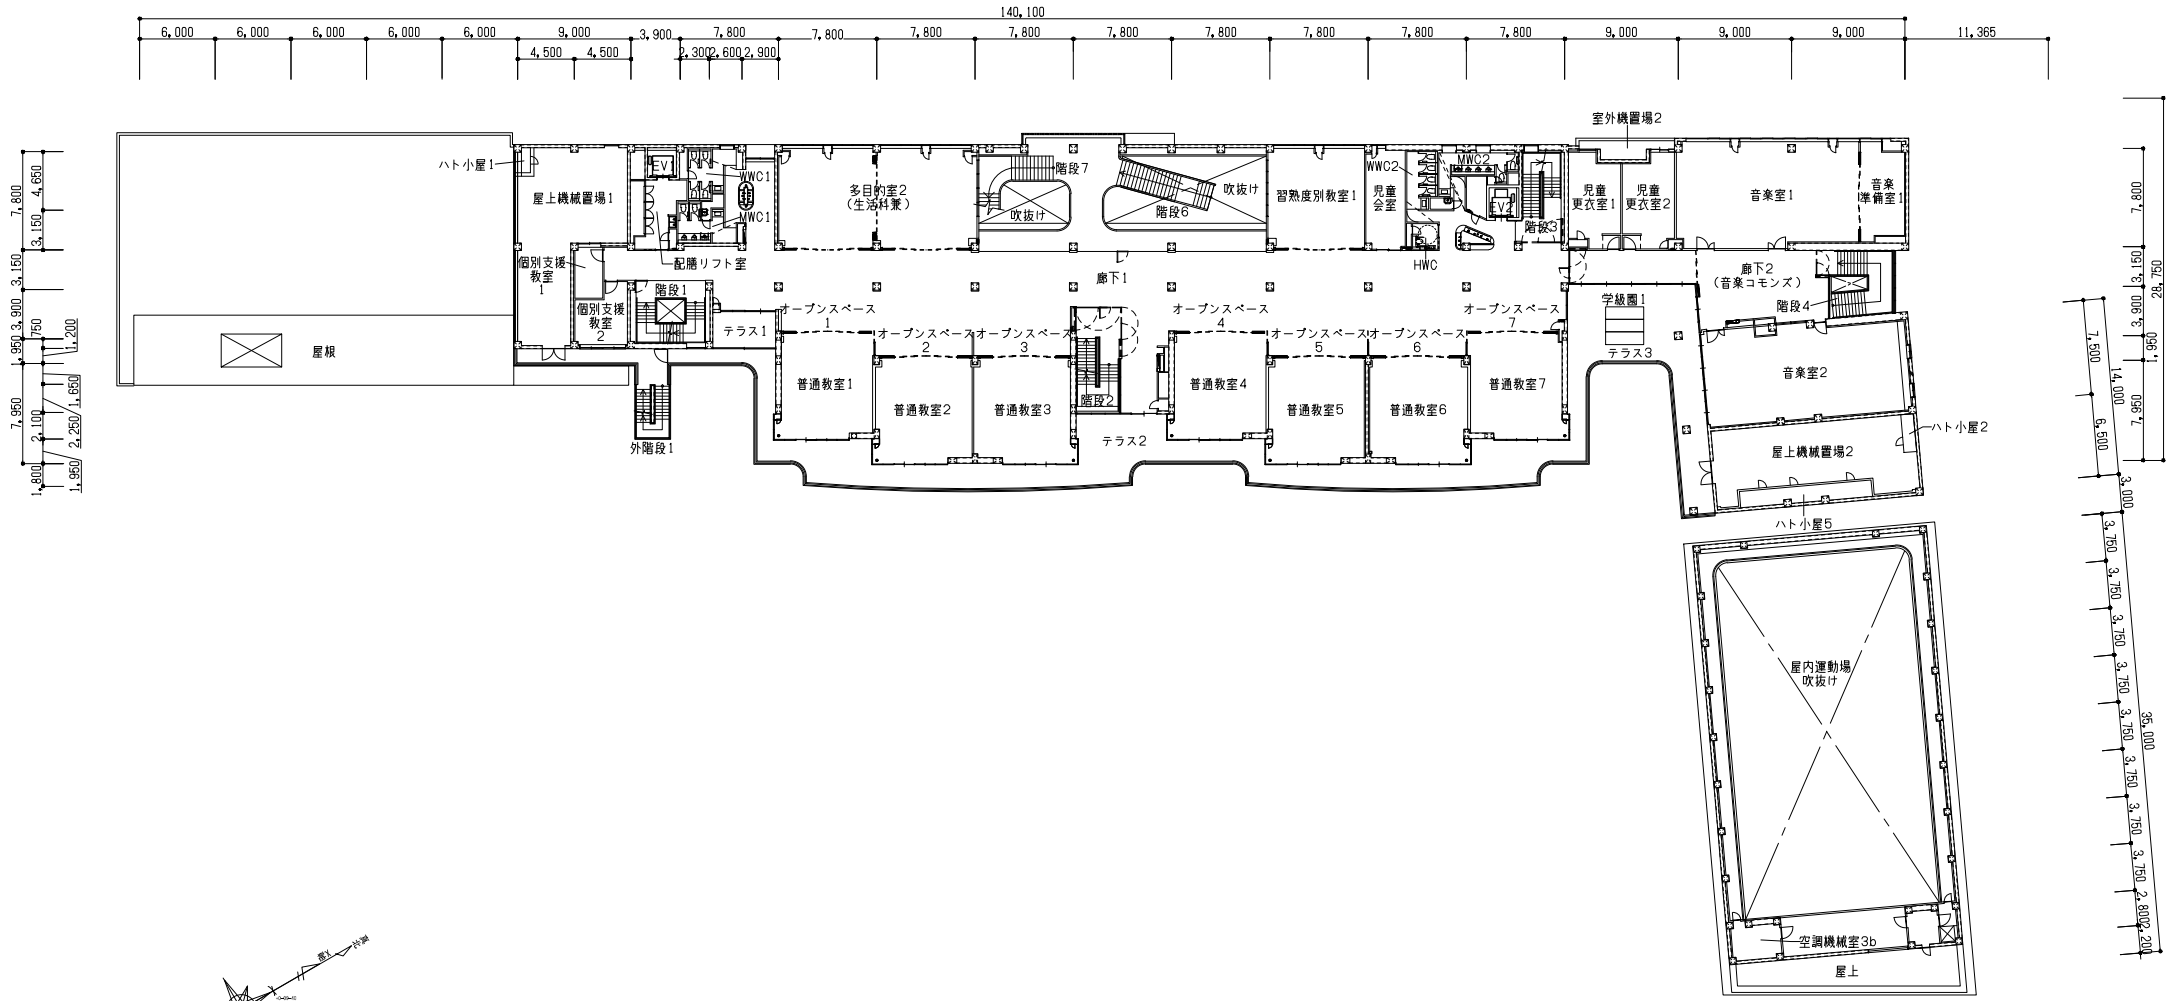 140,100
6,000 6,000 6,000 6,000 6,000 9,000 3,900 7,800 7,800 7,800 7,800 7,800 7,800 7,800 7,800 7,800 9,000 9,000 9,000 11,365
4,500 4,500 2,300 2,600 2,900
7,800
4,650
3,150
3,150
3,900
750
1,200
1,950
7,950
1,650
2,100
2,250
1,800
1,950
室外機置場2
ハト小屋1
屋上機械置場1
EV1
WWC1
MWC1
配膳リフト室
多目的室2
(生活科兼)
階段7
吹抜け
階段6
吹抜け
習熟度別教室1
児童
会室
WWC2
MWC2
EV2
HWC
階段3
児童
更衣室1
児童
更衣室2
音楽室1
音楽
準備室1
個別支援
教室
1
個別支援
教室
2
階段1
テラス1
廊下1
廊下2
(音楽コモンズ)
階段4
学級園1
テラス3
オープンスペース
1
オープンスペース
2
オープンスペース
3
オープンスペース
4
オープンスペース
5
オープンスペース
6
オープンスペース
7
屋根
普通教室1
普通教室2
普通教室3
階段2
テラス2
普通教室4
普通教室5
普通教室6
普通教室7
外階段1
音楽室2
ハト小屋2
屋上機械置場2
ハト小屋5
屋内運動場
吹抜け
空調機械室3b
屋上
7,800
3,150
3,900
1,950
7,950
28,750
7,500
14,000
6,5000
3,000
3,750
3,750
3,750
3,750
3,750
3,750
3,750
3,750
2,800
2,200
35,000
真北